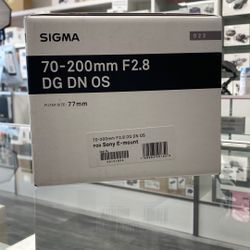 SIGMA
023
70-200mm F2.8
DG DN OS
FILTER SIZE 77mm
70-200mm F2.8 DG DN OS
FOR Sony E-mount